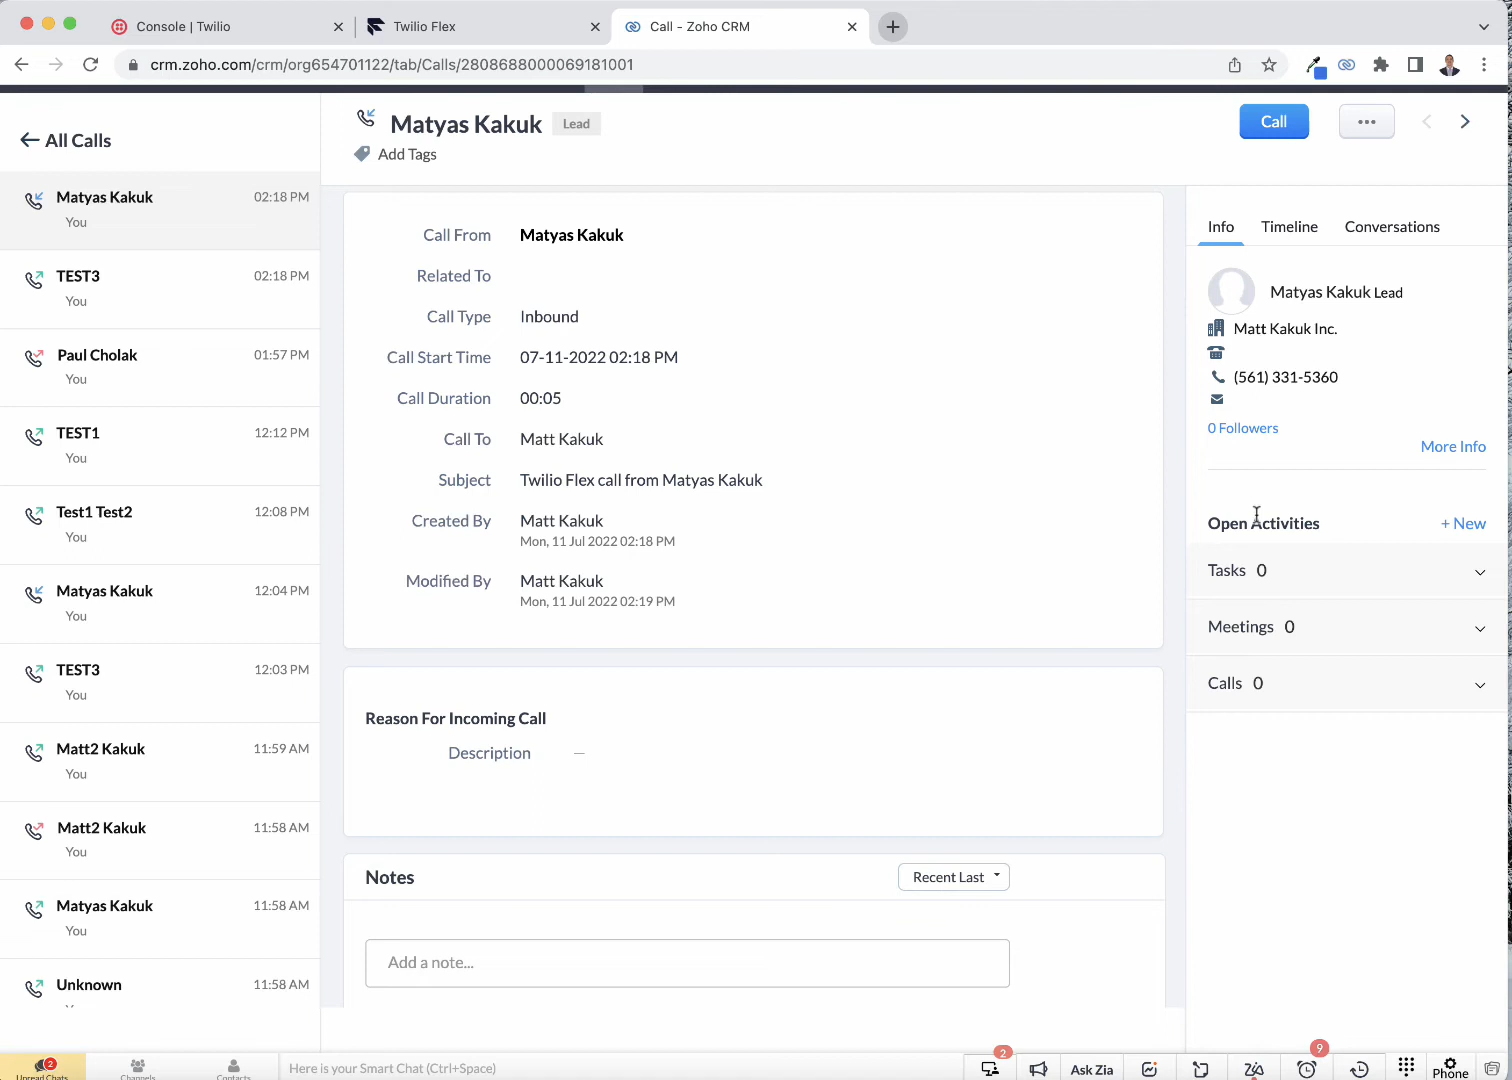 Console | Twilio
Twilio Flex
Call - Zoho CRM
crm.zoho.com/crm/org654701122/tab/Calls/2808688000069181001
All Calls
Matyas Kakuk 02:18 PM
You
TEST3 02:18 PM
You
Paul Cholak 01:57 PM
You
TEST1 12:12 PM
You
Test1 Test2 12:08 PM
You
Matyas Kakuk 12:04 PM
You
TEST3 12:03 PM
You
Matt2 Kakuk 11:59 AM
You
Matt2 Kakuk 11:58 AM
You
Matyas Kakuk 11:58 AM
You
Unknown 11:58 AM
Matyas Kakuk Lead
Add Tags
Call
Call From Matyas Kakuk
Related To
Call Type Inbound
Call Start Time 07-11-2022 02:18 PM
Call Duration 00:05
Call To Matt Kakuk
Subject Twilio Flex call from Matyas Kakuk
Created By Matt Kakuk
Mon, 11 Jul 2022 02:18 PM
Modified By Matt Kakuk
Mon, 11 Jul 2022 02:19 PM
Reason For Incoming Call
Description —
Notes
Recent Last
Add a note...
Info Timeline Conversations
Matyas Kakuk Lead
Matt Kakuk Inc.
(561) 331-5360
0 Followers
More Info
Open Activities + New
Tasks 0
Meetings 0
Calls 0
2
Unread Chats
Channels
Contacts
Here is your Smart Chat (Ctrl+Space)
2
Ask Zia
9
Phone